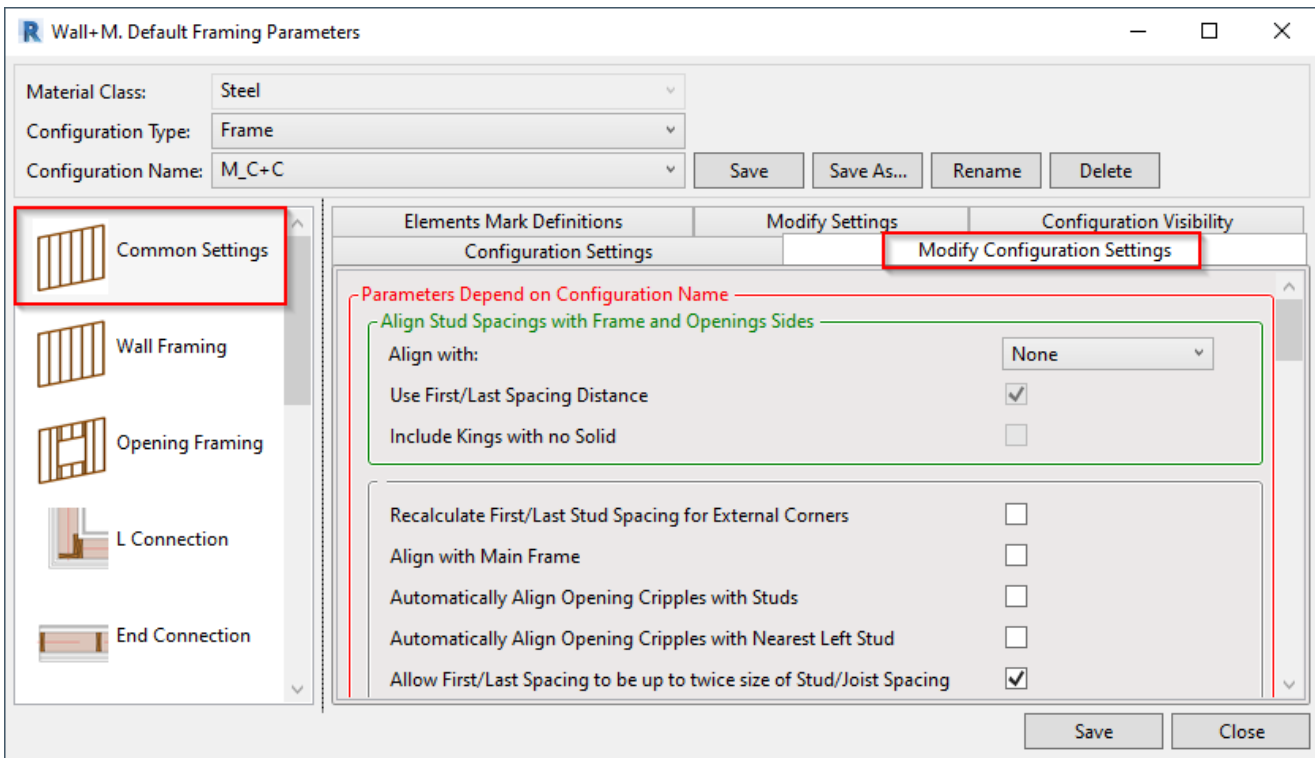 Wall+M. Default Framing Parameters
Material Class: Steel
Configuration Type: Frame
Configuration Name: M_C+C Save Save As... Rename Delete
Common Settings
Wall Framing
Opening Framing
L Connection
End Connection
Elements Mark Definitions Modify Settings Configuration Visibility
Configuration Settings Modify Configuration Settings
Parameters Depend on Configuration Name
Align Stud Spacings with Frame and Openings Sides
Align with: None
Use First/Last Spacing Distance
Include Kings with no Solid
Recalculate First/Last Stud Spacing for External Corners
Align with Main Frame
Automatically Align Opening Cripples with Studs
Automatically Align Opening Cripples with Nearest Left Stud
Allow First/Last Spacing to be up to twice size of Stud/Joist Spacing
Save Close